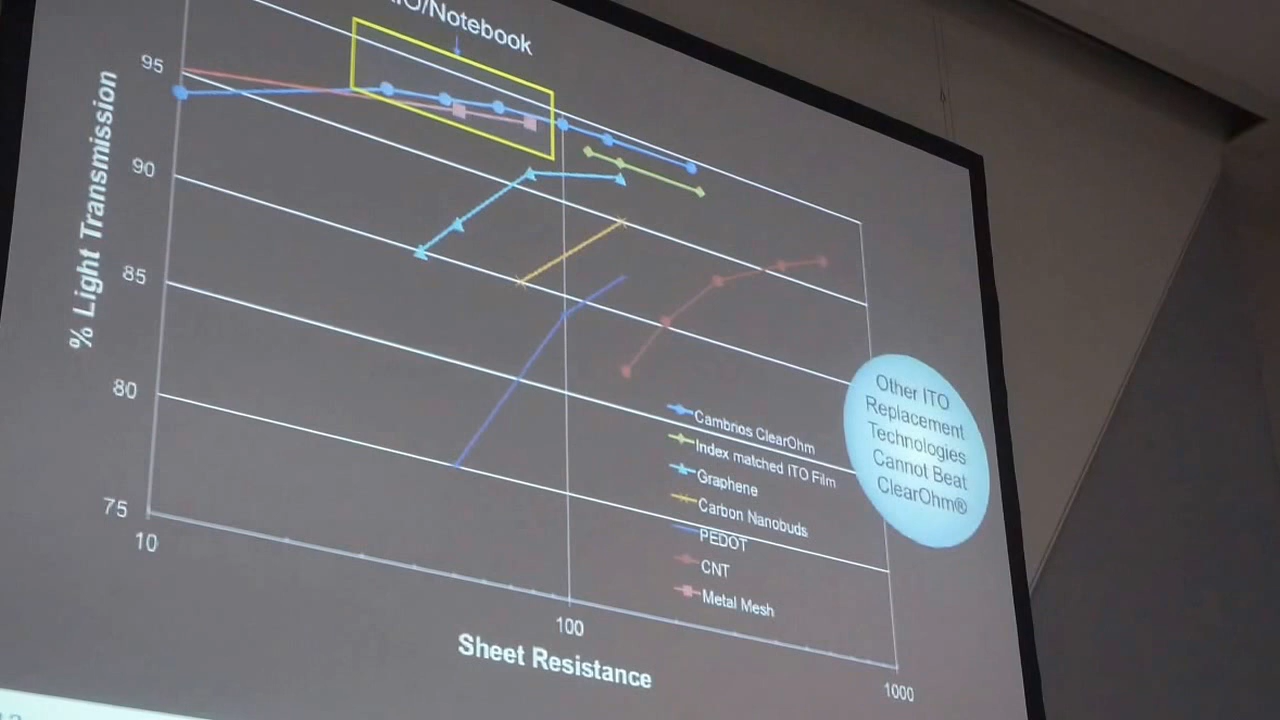 /Notebook
95
90
85
80
75
% Light Transmission
10
100
1000
Sheet Resistance
Cambrios ClearOhm
Index matched ITO Film
Graphene
Carbon Nanobuds
PEDOT
CNT
Metal Mesh
Other ITO
Replacement
Technologies
Cannot Beat
ClearOhm®